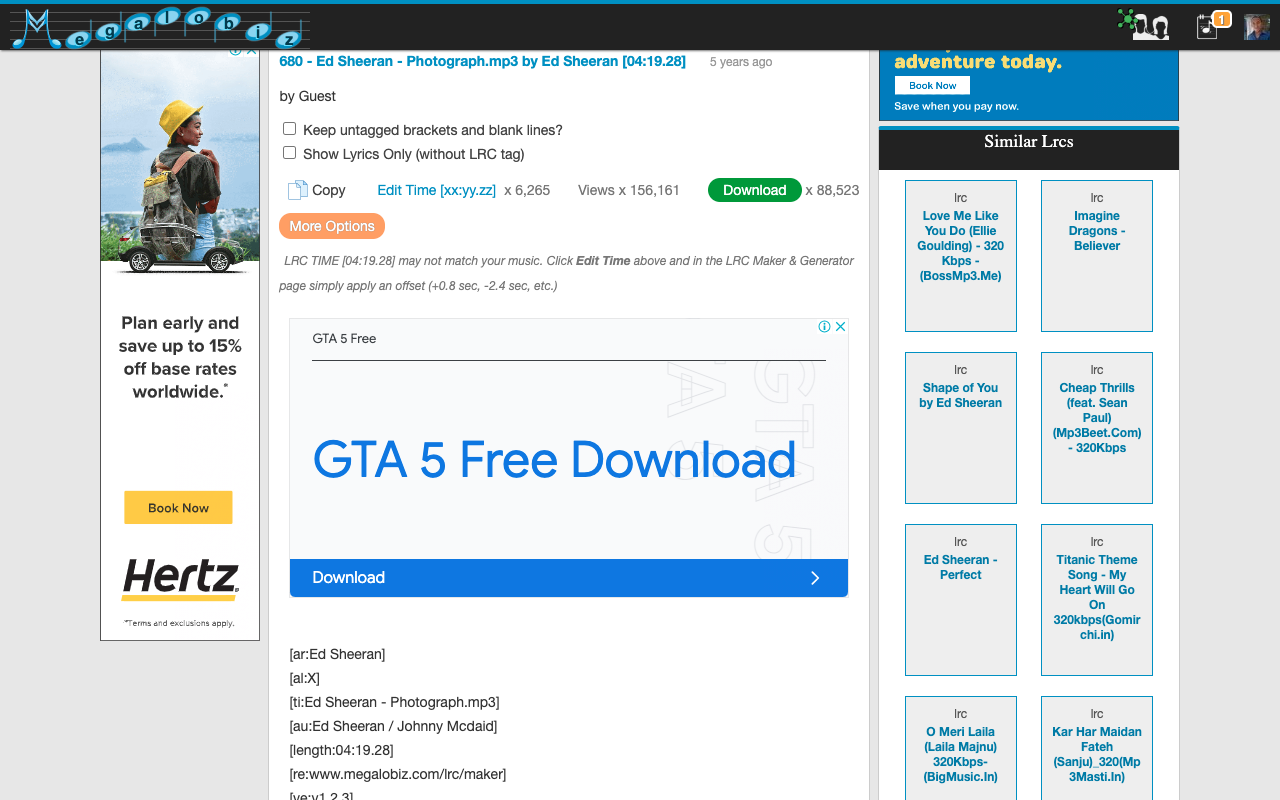 Megalobiz
1
680 - Ed Sheeran - Photograph.mp3 by Ed Sheeran [04:19.28] 5 years ago
by Guest
Keep untagged brackets and blank lines?
Show Lyrics Only (without LRC tag)
Copy Edit Time [xx:yy.zz] x 6,265 Views x 156,161 Download x 88,523
More Options
LRC TIME [04:19.28] may not match your music. Click Edit Time above and in the LRC Maker & Generator
page simply apply an offset (+0.8 sec, -2.4 sec, etc.)
GTA 5 Free
GTA 5 Free Download
Download
[ar:Ed Sheeran]
[al:X]
[ti:Ed Sheeran - Photograph.mp3]
[au:Ed Sheeran / Johnny Mcdaid]
[length:04:19.28]
[re:www.megalobiz.com/lrc/maker]
[ve:v1.2.3]
Plan early and
save up to 15%
off base rates
worldwide.*
Book Now
Hertz
*Terms and exclusions apply.
adventure today.
Book Now
Save when you pay now.
Similar Lrcs
lrc
Love Me Like
You Do (Ellie
Goulding) - 320
Kbps -
(BossMp3.Me)
lrc
Imagine
Dragons -
Believer
lrc
Shape of You
by Ed Sheeran
lrc
Cheap Thrills
(feat. Sean
Paul)
(Mp3Beet.Com)
- 320Kbps
lrc
Ed Sheeran -
Perfect
lrc
Titanic Theme
Song - My
Heart Will Go
On
320kbps(Gomir
chi.in)
lrc
O Meri Laila
(Laila Majnu)
320Kbps-
(BigMusic.In)
lrc
Kar Har Maidan
Fateh
(Sanju)_320(Mp
3Masti.In)